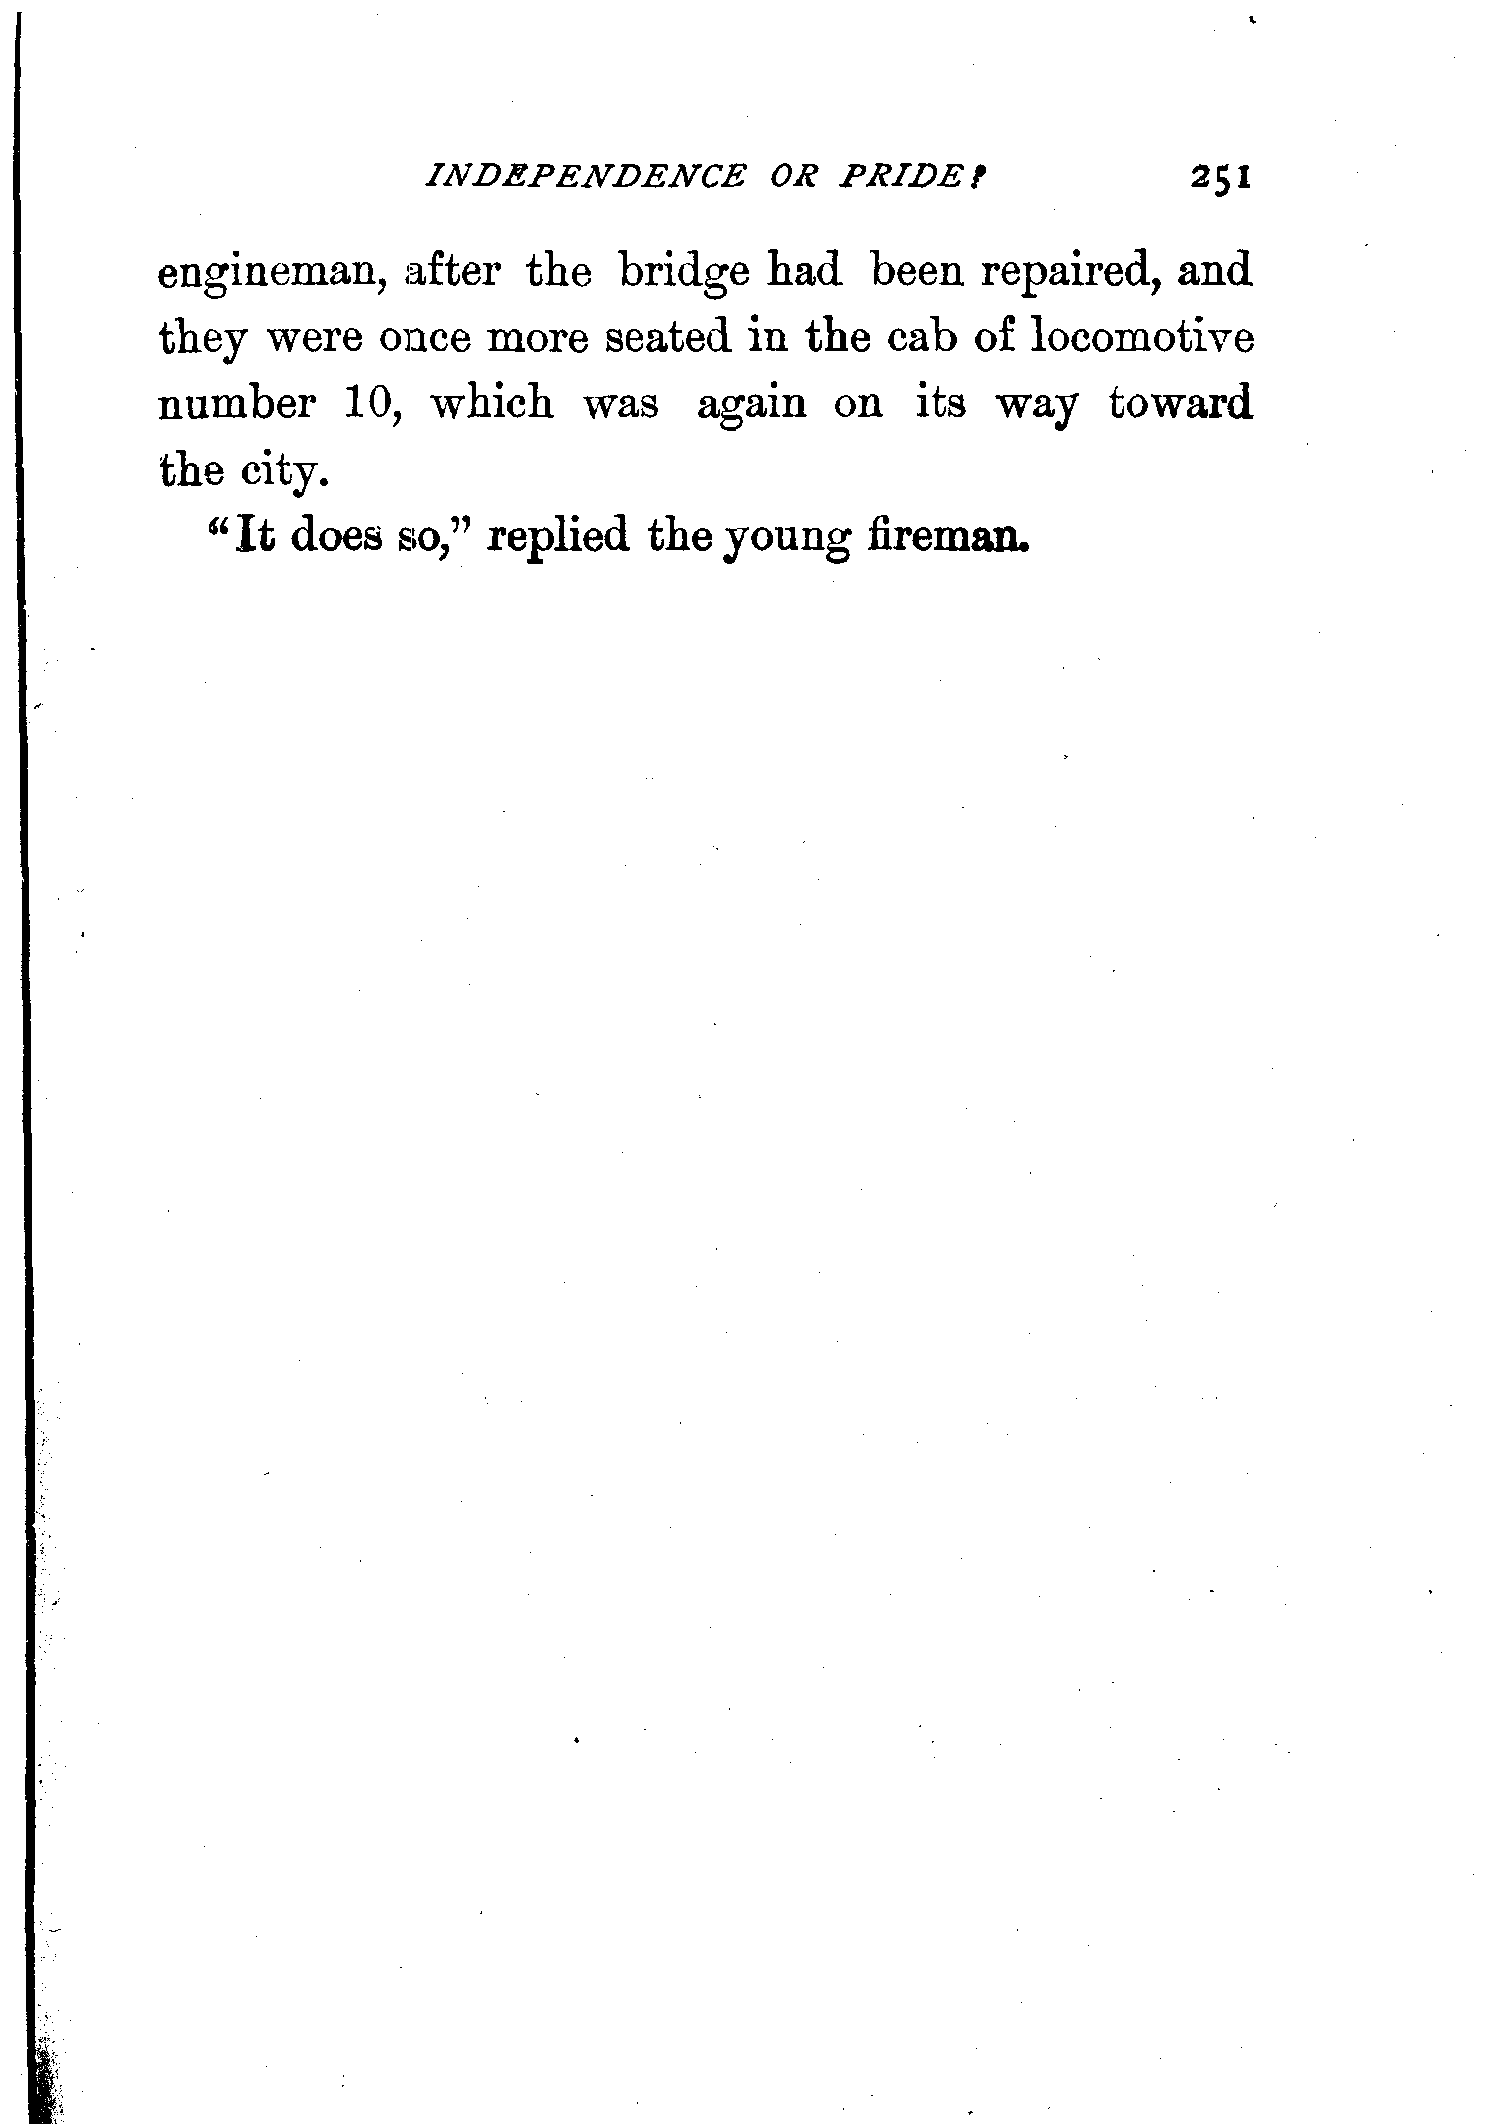 INDEPENDENCE OR PRIDE? 251
engineman, after the bridge had been repaired, and
they were once more seated in the cab of locomotive
number 10, which was again on its way toward
the city.
"It does so," replied the young fireman.